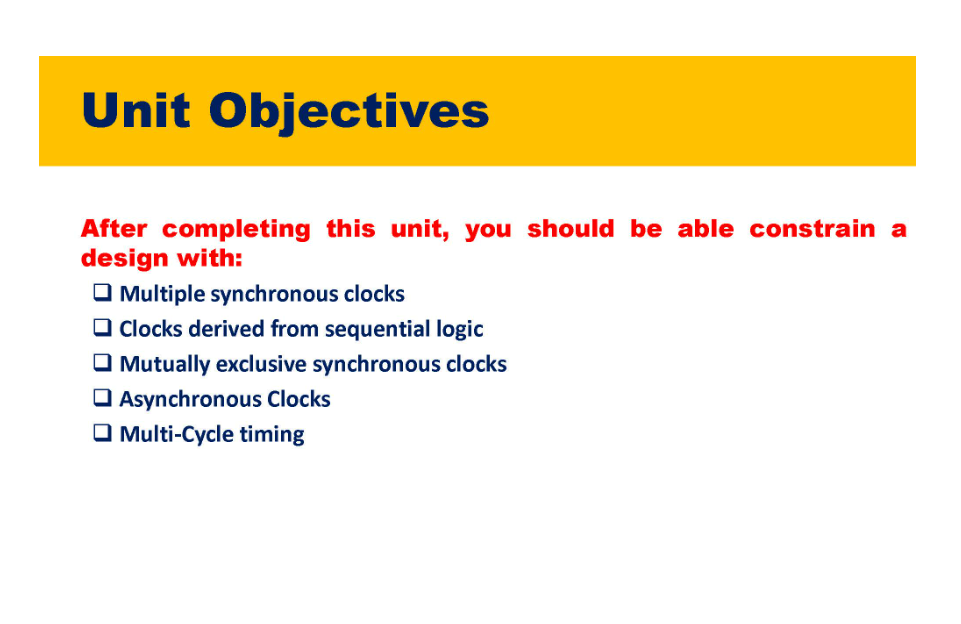 Unit Objectives
After completing this unit, you should be able constrain a
design with:
❑ Multiple synchronous clocks
❑ Clocks derived from sequential logic
❑ Mutually exclusive synchronous clocks
❑ Asynchronous Clocks
❑ Multi-Cycle timing